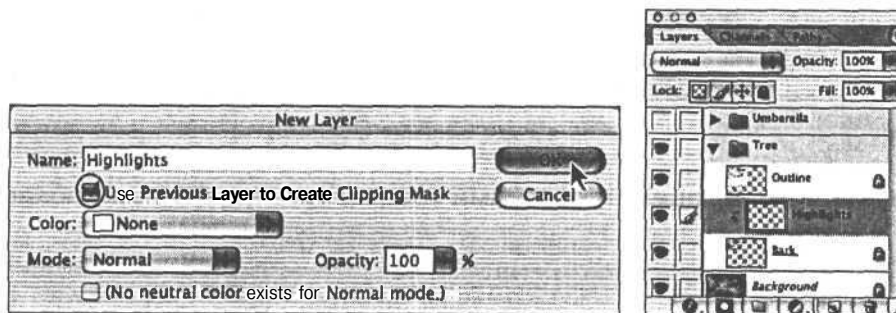 New Layer
Name: Highlights
OK
Use Previous Layer to Create Clipping Mask
Cancel
Color: None
Mode: Normal Opacity: 100 %
(No neutral color exists for Normal mode.)
Layers Channels Paths
Normal Opacity: 100%
Lock: Fill: 100%
Umberella
Tree
Outline
Highlights
Bark
Background